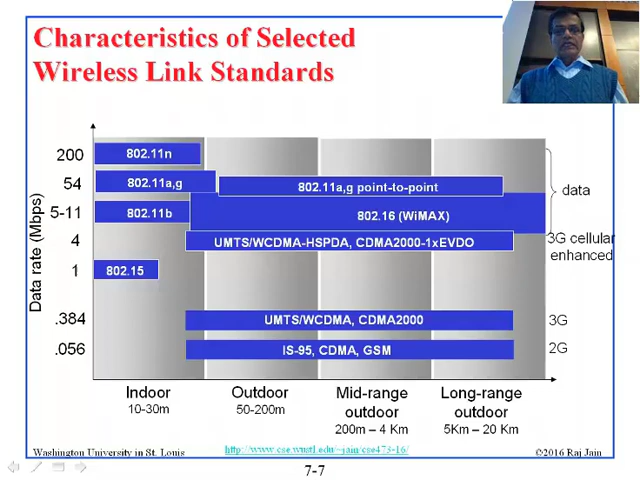 Characteristics of Selected
Wireless Link Standards
Data rate (Mbps)
200
802.11n
54
802.11a,g
802.11a,g point-to-point
data
5-11
802.11b
802.16 (WiMAX)
4
UMTS/WCDMA-HSPDA, CDMA2000-1xEVDO
3G cellular
enhanced
1
802.15
.384
UMTS/WCDMA, CDMA2000
3G
.056
IS-95, CDMA, GSM
2G
Indoor
10-30m
Outdoor
50-200m
Mid-range
outdoor
200m – 4 Km
Long-range
outdoor
5Km – 20 Km
Washington University in St. Louis
http://www.cse.wustl.edu/~jain/cse473-16/
©2016 Raj Jain
7-7